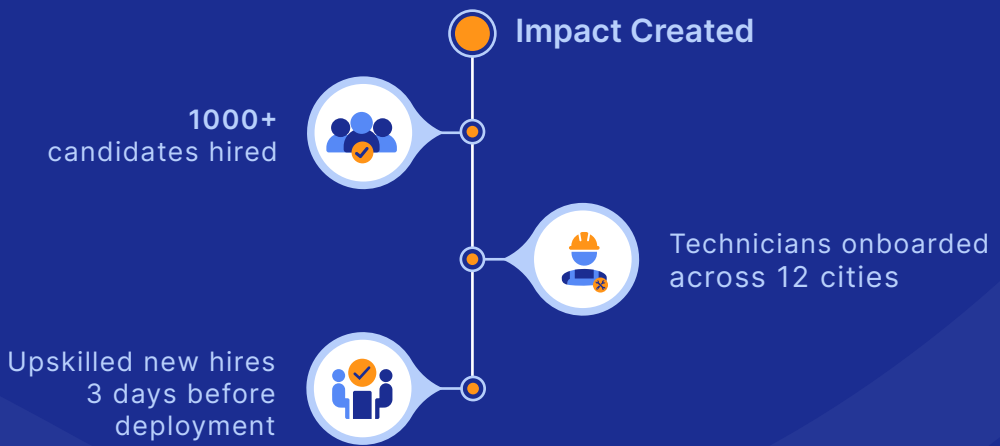 Impact Created
1000+
candidates hired
Technicians onboarded
across 12 cities
Upskilled new hires
3 days before
deployment